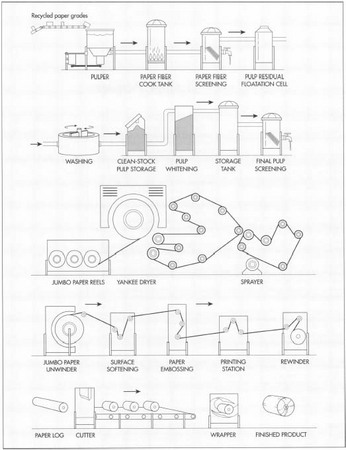 Recycled paper grades
PULPER
PAPER FIBER
COOK TANK
PAPER FIBER
SCREENING
PULP RESIDUAL
FLOATATION CELL
WASHING
CLEAN-STOCK
PULP STORAGE
PULP
WHITENING
STORAGE
TANK
FINAL PULP
SCREENING
JUMBO PAPER REELS
YANKEE DRYER
SPRAYER
JUMBO PAPER
UNWINDER
SURFACE
SOFTENING
PAPER
EMBOSSING
PRINTING
STATION
REWINDER
PAPER LOG
CUTTER
WRAPPER
FINISHED PRODUCT